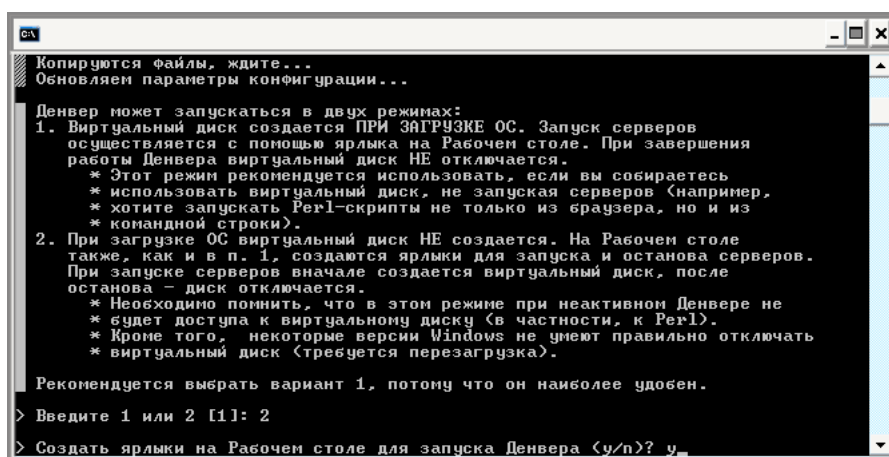 Копируются файлы, ждите...
Обновляем параметры конфигурации...
Денвер может запускаться в двух режимах:
1. Виртуальный диск создается ПРИ ЗАГРУЗКЕ ОС. Запуск серверов
осуществляется с помощью ярлыка на Рабочем столе. При завершения
работы Денвера виртуальный диск НЕ отключается.
* Этот режим рекомендуется использовать, если вы собираетесь
* использовать виртуальный диск, не запуская серверов (например,
* хотите запускать Perl-скрипты не только из браузера, но и из
* командной строки).
2. При загрузке ОС виртуальный диск НЕ создается. На Рабочем столе
также, как и в п. 1, создаются ярлыки для запуска и останова серверов.
При запуске серверов вначале создается виртуальный диск, после
останова - диск отключается.
* Необходимо помнить, что в этом режиме при неактивном Денвере не
* будет доступа к виртуальному диску (в частности, к Perl).
* Кроме того,  некоторые версии Windows не умеют правильно отключать
* виртуальный диск (требуется перезагрузка).
Рекомендуется выбрать вариант 1, потому что он наиболее удобен.
> Введите 1 или 2 [1]: 2
> Создать ярлыки на Рабочем столе для запуска Денвера (y/n)? y_